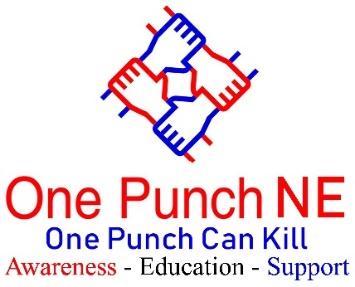 One Punch NE
One Punch Can Kill
Awareness - Education - Support